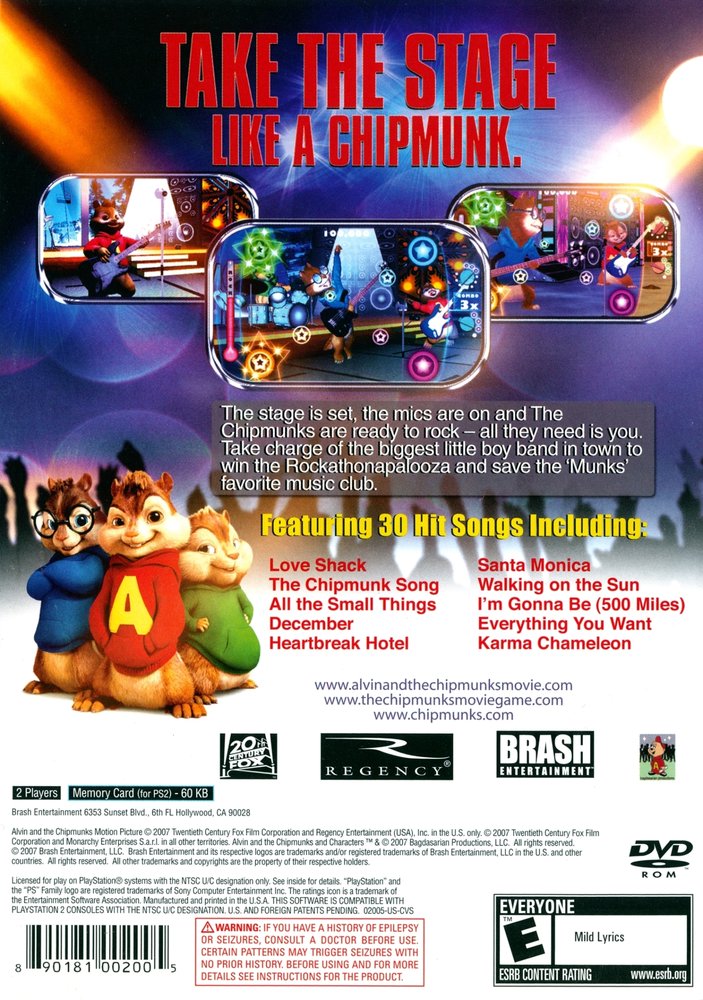 TAKE THE STAGE
LIKE A CHIPMUNK.
100,000
COMBO
3x
The stage is set, the mics are on and The
Chipmunks are ready to rock – all they need is you.
Take charge of the biggest little boy band in town to
win the Rockathonapalooza and save the ‘Munks’
favorite music club.
Featuring 30 Hit Songs Including:
Love Shack
The Chipmunk Song
All the Small Things
December
Heartbreak Hotel
Santa Monica
Walking on the Sun
I’m Gonna Be (500 Miles)
Everything You Want
Karma Chameleon
A
www.alvinandthechipmunksmovie.com
www.thechipmunksmoviegame.com
www.chipmunks.com
20th
CENTURY
FOX
R
REGENCY®
BRASH
ENTERTAINMENT™
2 Players
Memory Card (for PS2) - 60 KB
Brash Entertainment 6353 Sunset Blvd., 6th FL Hollywood, CA 90028
Alvin and the Chipmunks Motion Picture © 2007 Twentieth Century Fox Film Corporation and Regency Entertainment (USA), Inc. in the U.S. only. © 2007 Twentieth Century Fox Film
Corporation and Monarchy Enterprises S.a.r.l. in all other territories. Alvin and the Chipmunks and Characters ™ & © 2007 Bagdasarian Productions, LLC. All rights reserved.
© 2007 Brash Entertainment, LLC. Brash Entertainment and its respective logos are trademarks and/or registered trademarks of Brash Entertainment, LLC in the U.S. and other
countries. All rights reserved. All other trademarks and copyrights are the property of their respective holders.
Licensed for play on PlayStation® systems with the NTSC U/C designation only. See inside for details. “PlayStation” and
the “PS” Family logo are registered trademarks of Sony Computer Entertainment Inc. The ratings icon is a trademark of
the Entertainment Software Association. Manufactured and printed in the U.S.A. THIS SOFTWARE IS COMPATIBLE WITH
PLAYSTATION 2 CONSOLES WITH THE NTSC U/C DESIGNATION. U.S. AND FOREIGN PATENTS PENDING. 02005-US-CVS
DVD
ROM
8 90181 00200 5
WARNING: IF YOU HAVE A HISTORY OF EPILEPSY
OR SEIZURES, CONSULT A DOCTOR BEFORE USE.
CERTAIN PATTERNS MAY TRIGGER SEIZURES WITH
NO PRIOR HISTORY. BEFORE USING AND FOR MORE
DETAILS SEE INSTRUCTIONS FOR THE PRODUCT.
EVERYONE
E
TM
Mild Lyrics
ESRB CONTENT RATING
www.esrb.org